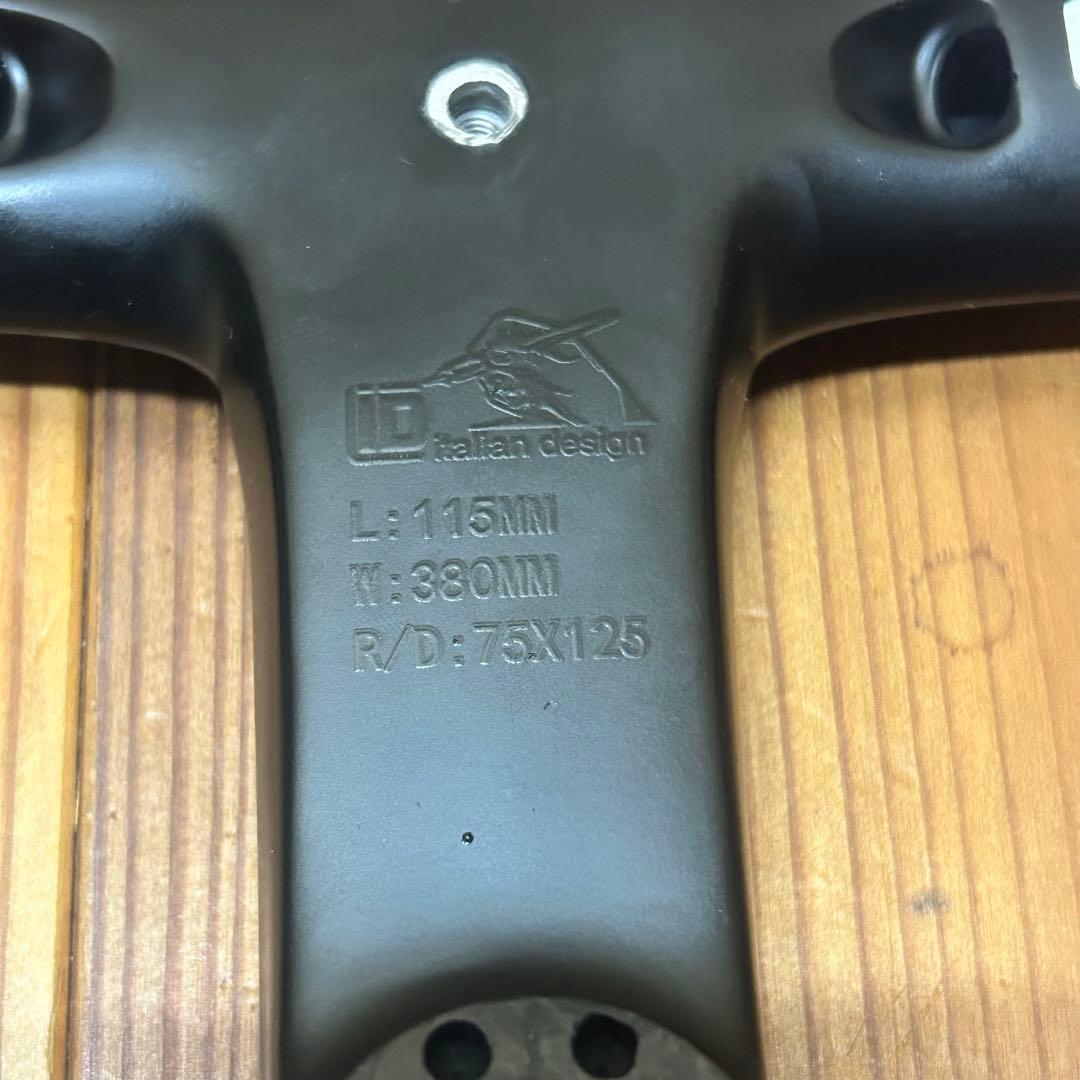 iD italian design
L:115MM
W:380MM
R/D:75X125